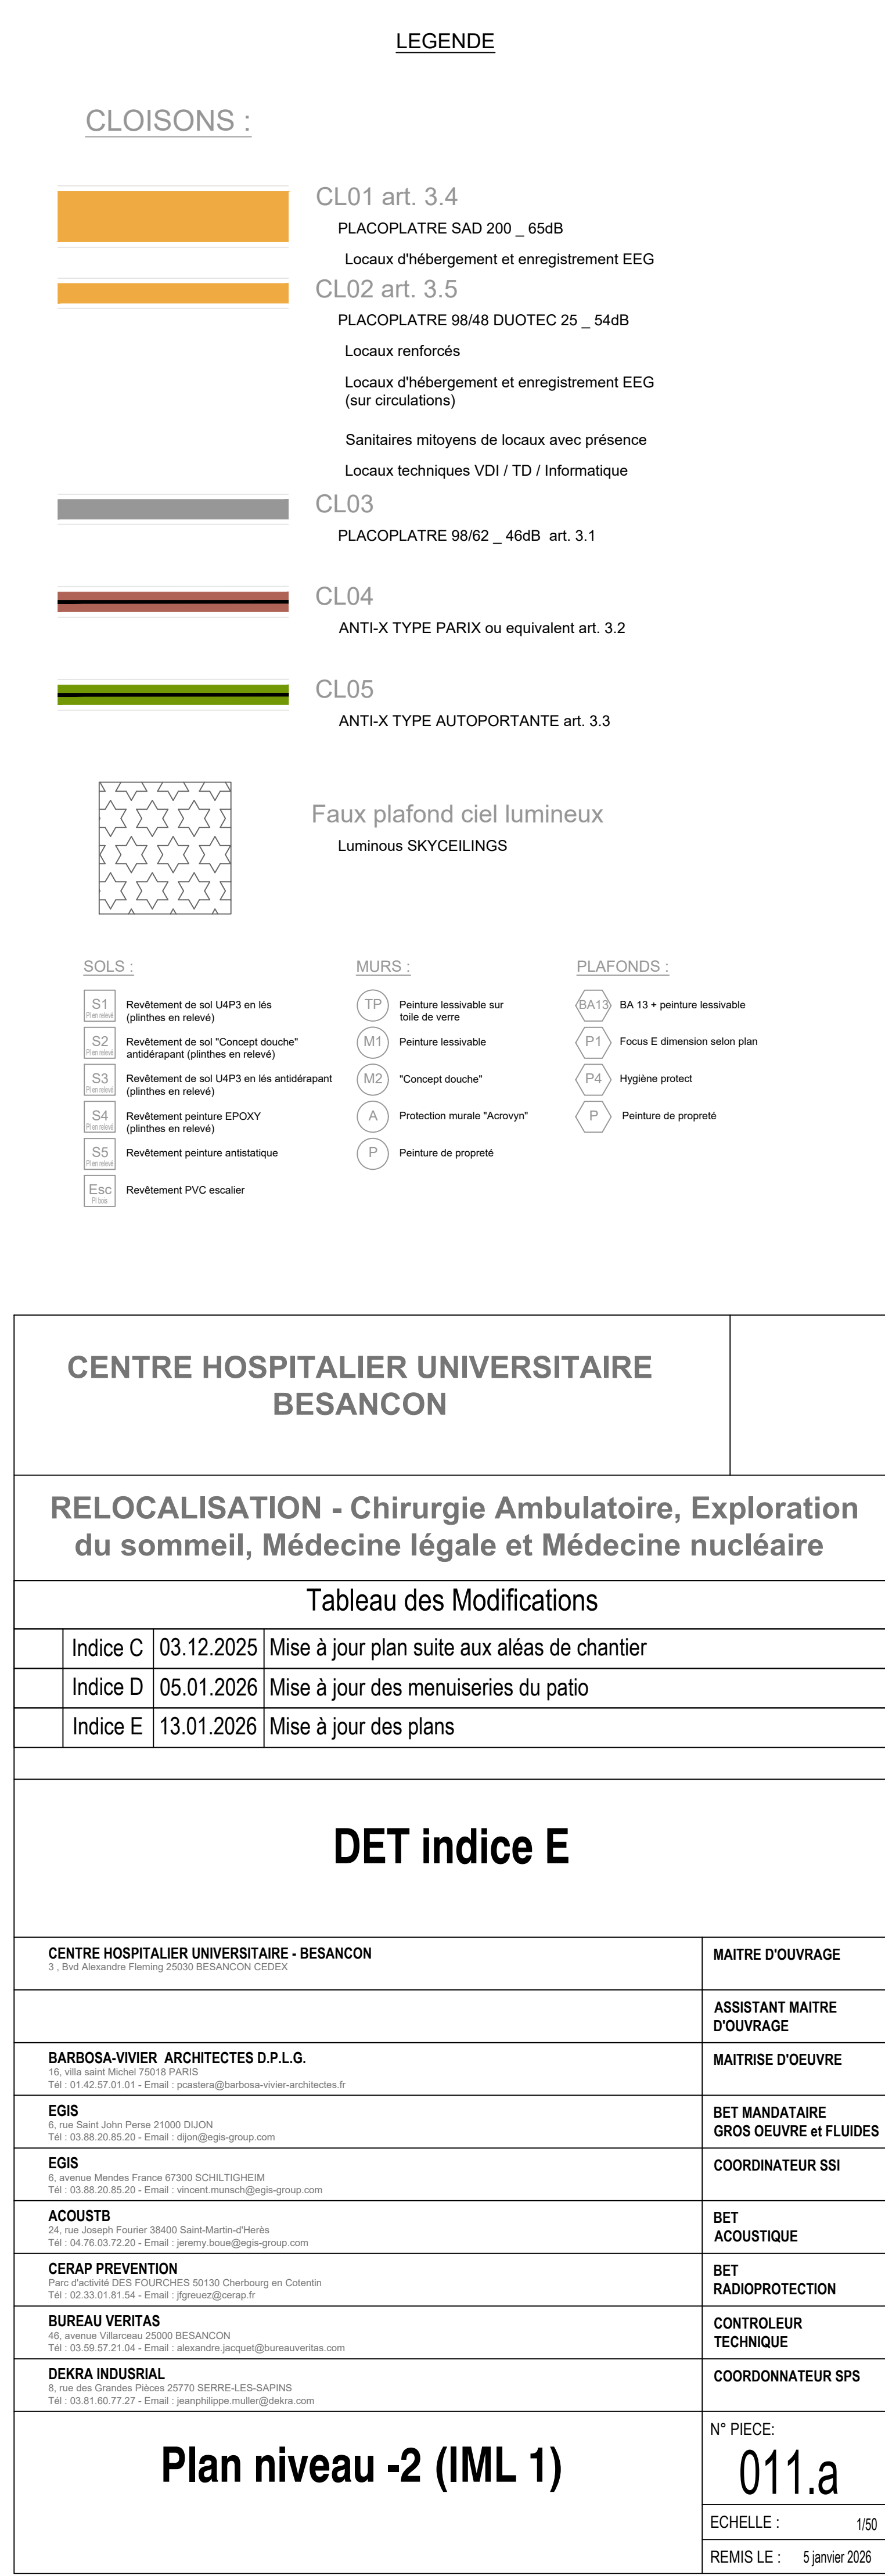 LEGENDE
CLOISONS :
CL01 art. 3.4
PLACOPLATRE SAD 200 _ 65dB
Locaux d'hébergement et enregistrement EEG
CL02 art. 3.5
PLACOPLATRE 98/48 DUOTEC 25 _ 54dB
Locaux renforcés
Locaux d'hébergement et enregistrement EEG
(sur circulations)
Sanitaires mitoyens de locaux avec présence
Locaux techniques VDI / TD / Informatique
CL03
PLACOPLATRE 98/62 _ 46dB art. 3.1
CL04
ANTI-X TYPE PARIX ou equivalent art. 3.2
CL05
ANTI-X TYPE AUTOPORTANTE art. 3.3
Faux plafond ciel lumineux
Luminous SKYCEILINGS
SOLS :
S1
Pl en relevé
Revêtement de sol U4P3 en lés
(plinthes en relevé)
S2
Pl en relevé
Revêtement de sol "Concept douche"
antidérapant (plinthes en relevé)
S3
Pl en relevé
Revêtement de sol U4P3 en lés antidérapant
(plinthes en relevé)
S4
Pl en relevé
Revêtement peinture EPOXY
(plinthes en relevé)
S5
Pl en relevé
Revêtement peinture antistatique
Esc
Pl bois
Revêtement PVC escalier
MURS :
TP
Peinture lessivable sur
toile de verre
M1
Peinture lessivable
M2
"Concept douche"
A
Protection murale "Acrovyn"
P
Peinture de propreté
PLAFONDS :
BA13
BA 13 + peinture lessivable
P1
Focus E dimension selon plan
P4
Hygiène protect
P
Peinture de propreté
CENTRE HOSPITALIER UNIVERSITAIRE
BESANCON
RELOCALISATION - Chirurgie Ambulatoire, Exploration
du sommeil, Médecine légale et Médecine nucléaire
Tableau des Modifications
Indice C 03.12.2025 Mise à jour plan suite aux aléas de chantier
Indice D 05.01.2026 Mise à jour des menuiseries du patio
Indice E 13.01.2026 Mise à jour des plans
DET indice E
CENTRE HOSPITALIER UNIVERSITAIRE - BESANCON
3 , Bvd Alexandre Fleming 25030 BESANCON CEDEX
MAITRE D'OUVRAGE
ASSISTANT MAITRE
D'OUVRAGE
BARBOSA-VIVIER ARCHITECTES D.P.L.G.
16, villa saint Michel 75018 PARIS
Tél : 01.42.57.01.01 - Email : pcastera@barbosa-vivier-architectes.fr
MAITRISE D'OEUVRE
EGIS
6, rue Saint John Perse 21000 DIJON
Tél : 03.88.20.85.20 - Email : dijon@egis-group.com
BET MANDATAIRE
GROS OEUVRE et FLUIDES
EGIS
6, avenue Mendes France 67300 SCHILTIGHEIM
Tél : 03.88.20.85.20 - Email : vincent.munsch@egis-group.com
COORDINATEUR SSI
ACOUSTB
24, rue Joseph Fourier 38400 Saint-Martin-d'Herès
Tél : 04.76.03.72.20 - Email : jeremy.boue@egis-group.com
BET
ACOUSTIQUE
CERAP PREVENTION
Parc d'activité DES FOURCHES 50130 Cherbourg en Cotentin
Tél : 02.33.01.81.54 - Email : jfgreuez@cerap.fr
BET
RADIOPROTECTION
BUREAU VERITAS
46, avenue Villarceau 25000 BESANCON
Tél : 03.59.57.21.04 - Email : alexandre.jacquet@bureauveritas.com
CONTROLEUR
TECHNIQUE
DEKRA INDUSRIAL
8, rue des Grandes Pièces 25770 SERRE-LES-SAPINS
Tél : 03.81.60.77.27 - Email : jeanphilippe.muller@dekra.com
COORDONNATEUR SPS
Plan niveau -2 (IML 1)
N° PIECE:
011.a
ECHELLE : 1/50
REMIS LE : 5 janvier 2026